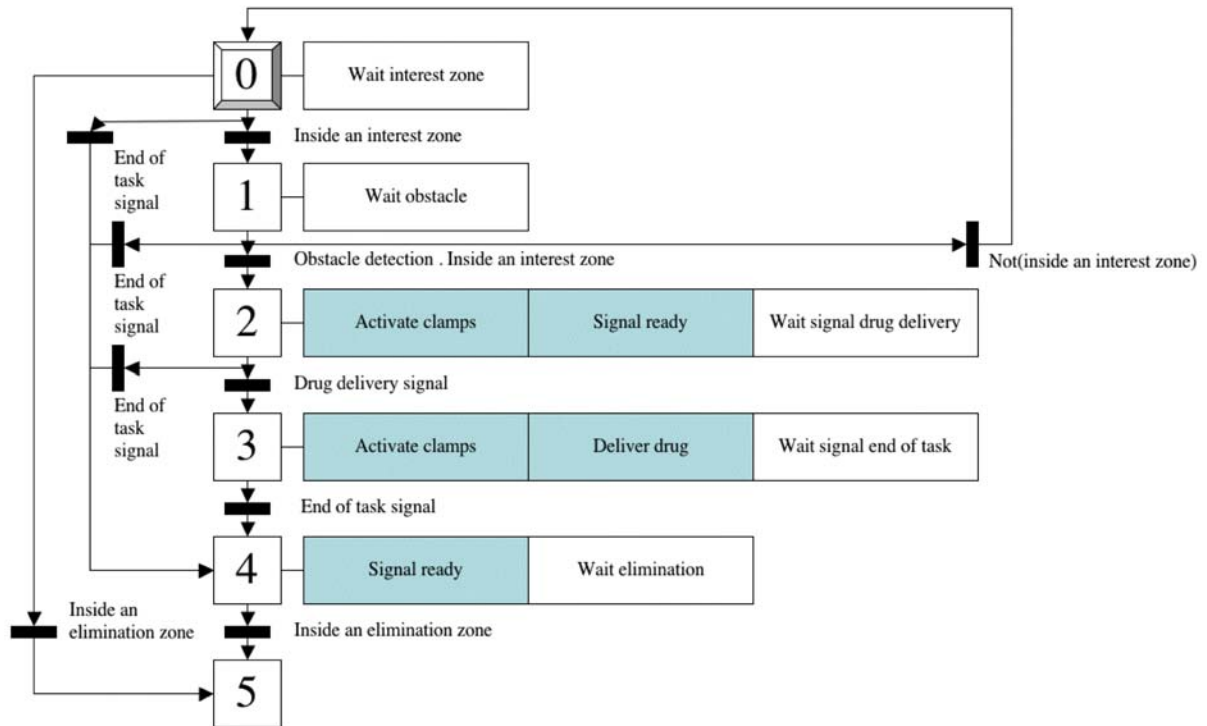 0
Wait interest zone
Inside an interest zone
End of
task
signal
1
Wait obstacle
Obstacle detection . Inside an interest zone
Not(inside an interest zone)
End of
task
signal
2
Activate clamps
Signal ready
Wait signal drug delivery
Drug delivery signal
End of
task
signal
3
Activate clamps
Deliver drug
Wait signal end of task
End of task signal
4
Signal ready
Wait elimination
Inside an
elimination zone
Inside an elimination zone
5